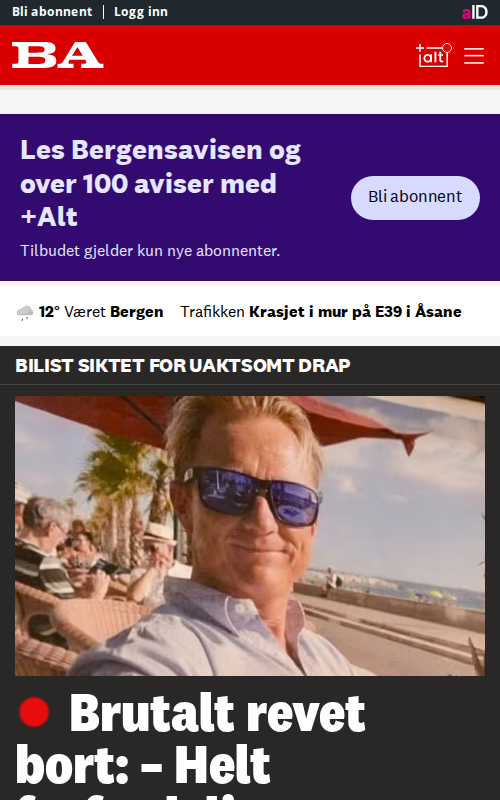 Bli abonnent | Logg inn
aID
BA
+alt
Les Bergensavisen og
over 100 aviser med
+Alt
Bli abonnent
Tilbudet gjelder kun nye abonnenter.
12° Været Bergen Trafikken Krasjet i mur på E39 i Åsane
BILIST SIKTET FOR UAKTSOMT DRAP
Brutalt revet
bort: – Helt